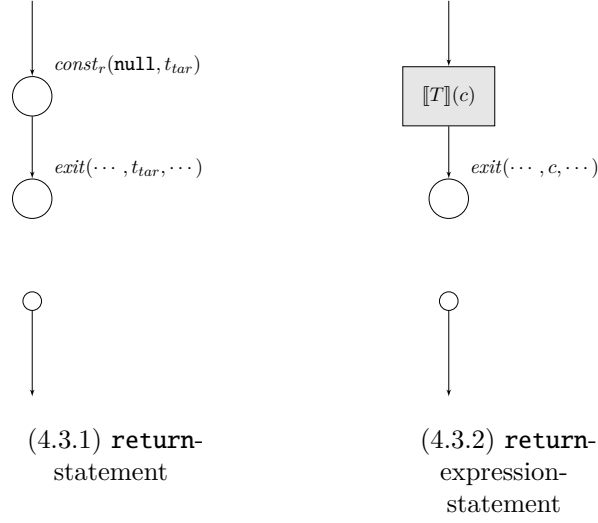 const_r(null, t_tar)
⟦T⟧(c)
exit(··· , t_tar, ···)
exit(··· , c, ···)
(4.3.1) return-
statement
(4.3.2) return-
expression-
statement